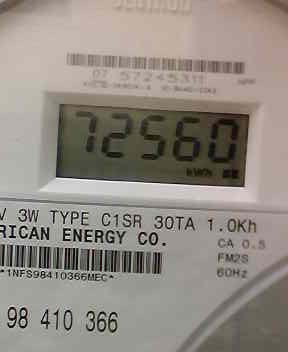 07 57245311
72560
kWh
V 3W TYPE C1SR 30TA 1.0Kh
RICAN ENERGY CO.
CA 0.5
FM2S
*1NFS98410366MEC*
60Hz
98 410 366